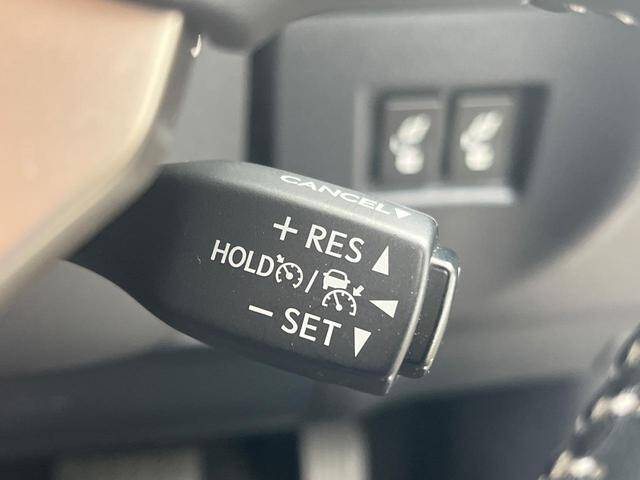 CANCEL▼
+ RES ▲
HOLD / ◀
− SET ▼